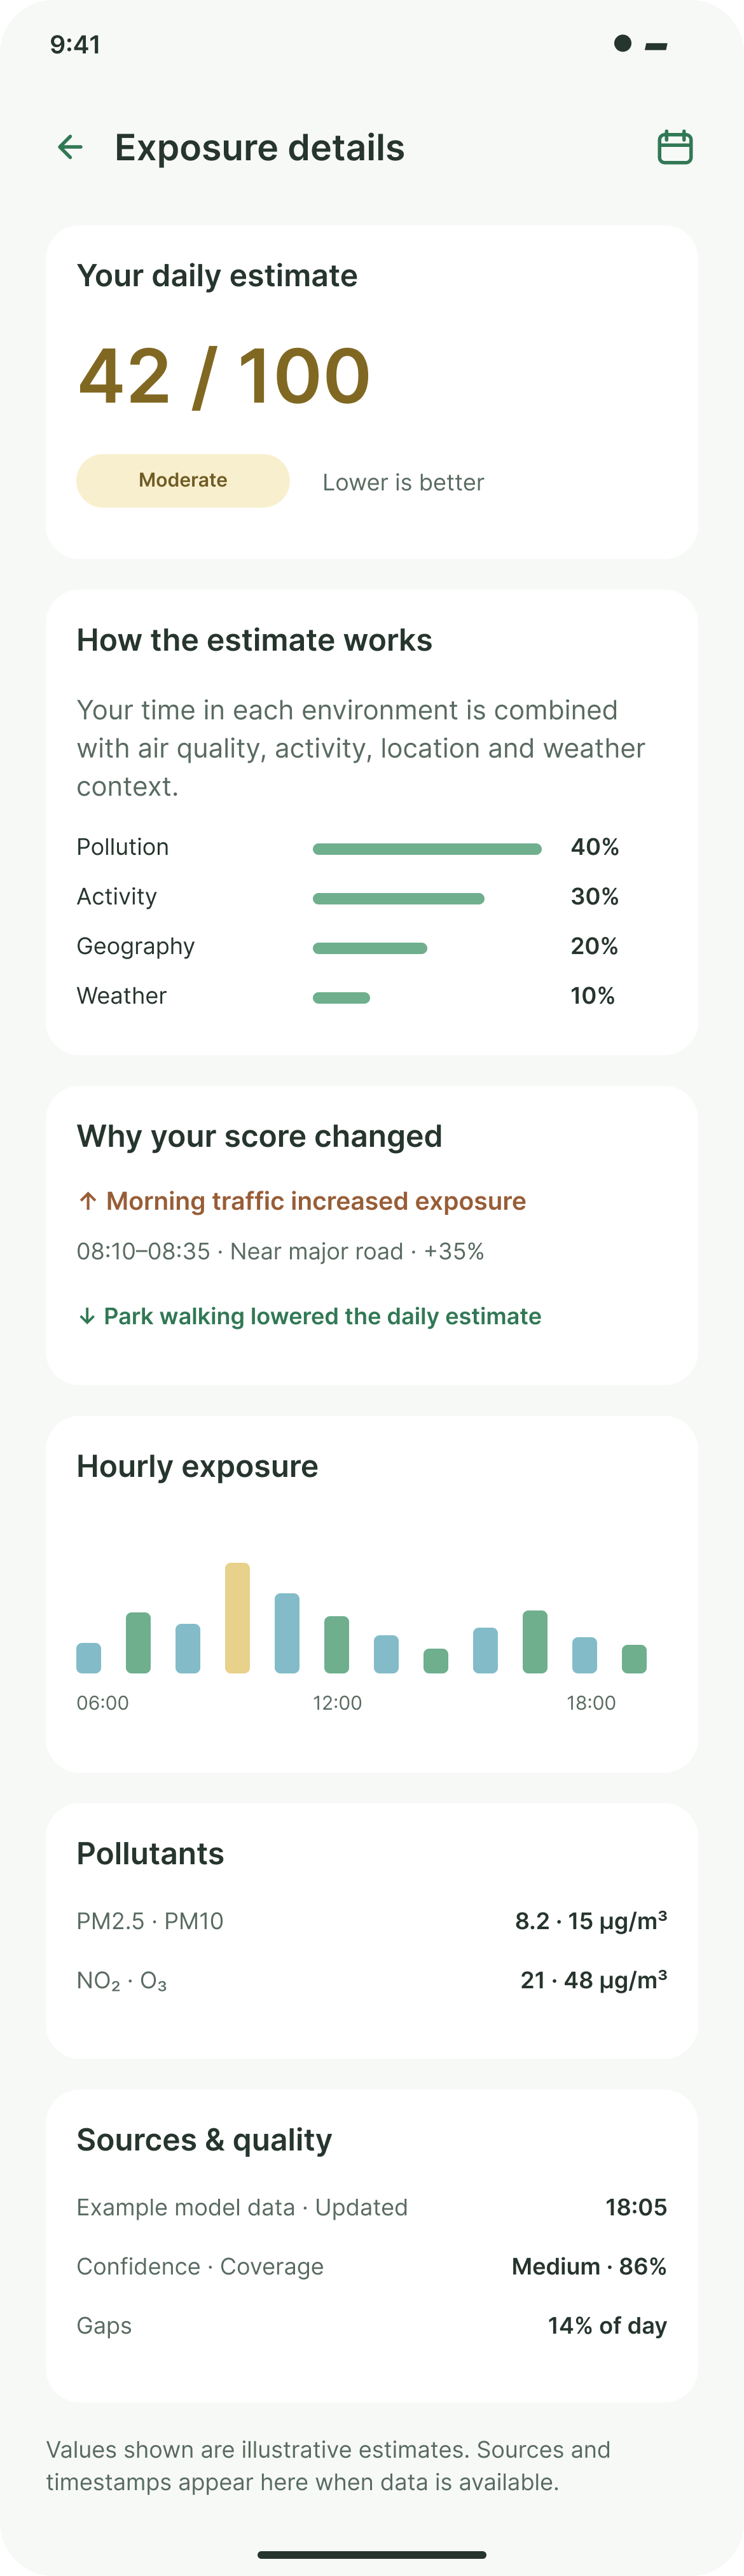 9:41
Exposure details
Your daily estimate
42 / 100
Moderate
Lower is better
How the estimate works
Your time in each environment is combined
with air quality, activity, location and weather
context.
Pollution 40%
Activity 30%
Geography 20%
Weather 10%
Why your score changed
↑ Morning traffic increased exposure
08:10–08:35 · Near major road · +35%
↓ Park walking lowered the daily estimate
Hourly exposure
06:00 12:00 18:00
Pollutants
PM2.5 · PM10 8.2 · 15 µg/m³
NO₂ · O₃ 21 · 48 µg/m³
Sources & quality
Example model data · Updated 18:05
Confidence · Coverage Medium · 86%
Gaps 14% of day
Values shown are illustrative estimates. Sources and
timestamps appear here when data is available.